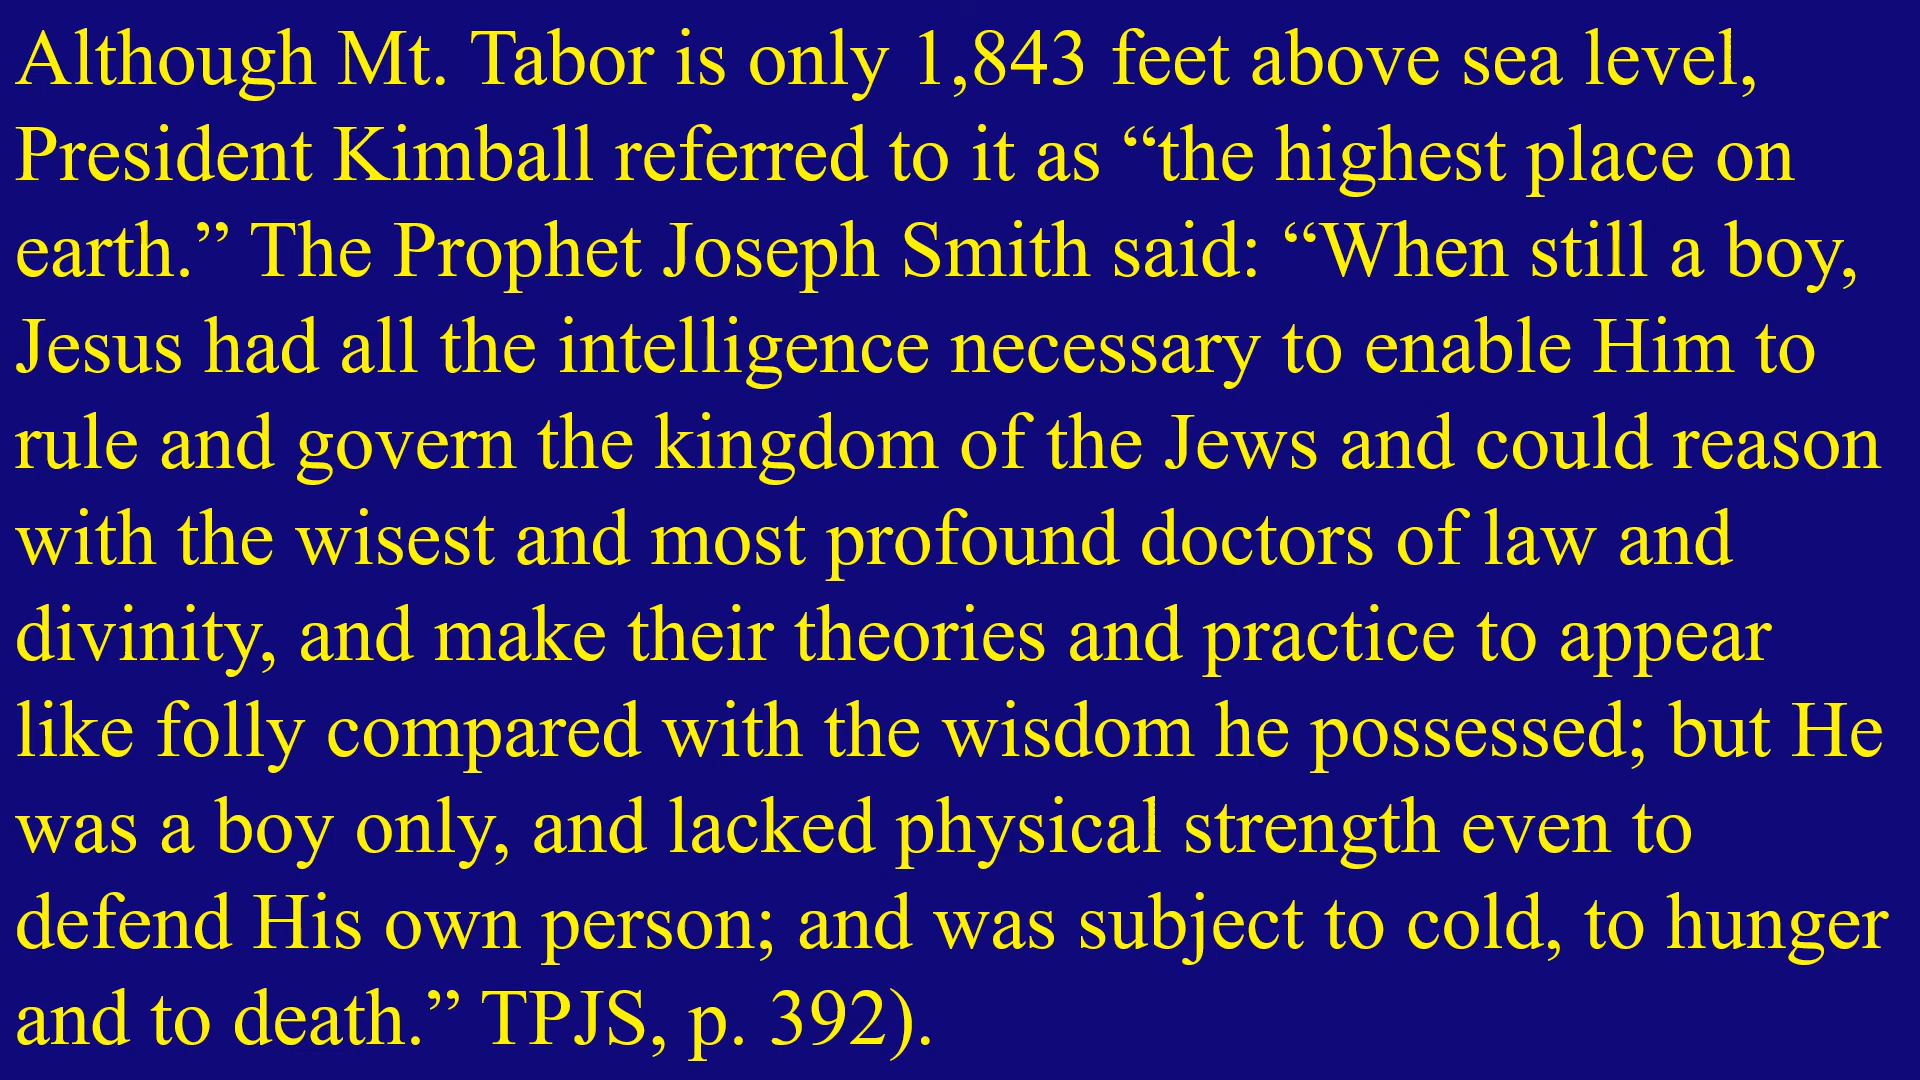 Although Mt. Tabor is only 1,843 feet above sea level,
President Kimball referred to it as “the highest place on
earth.” The Prophet Joseph Smith said: “When still a boy,
Jesus had all the intelligence necessary to enable Him to
rule and govern the kingdom of the Jews and could reason
with the wisest and most profound doctors of law and
divinity, and make their theories and practice to appear
like folly compared with the wisdom he possessed; but He
was a boy only, and lacked physical strength even to
defend His own person; and was subject to cold, to hunger
and to death.” TPJS, p. 392).